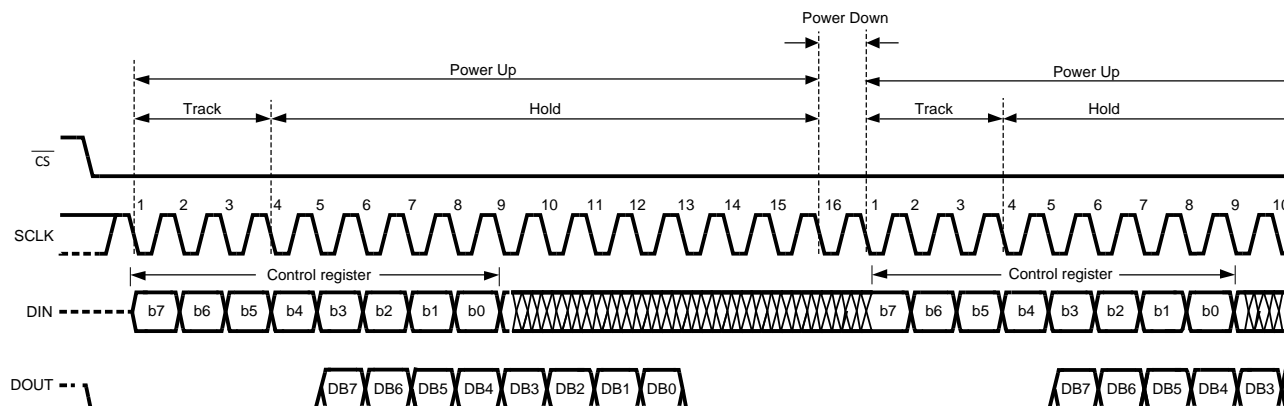 Power Down
Power Up Power Up
Track Hold Track Hold
CS
1 2 3 4 5 6 7 8 9 10 11 12 13 14 15 16 1 2 3 4 5 6 7 8 9 10
SCLK
Control register Control register
DIN b7 b6 b5 b4 b3 b2 b1 b0 b7 b6 b5 b4 b3 b2 b1 b0
DOUT DB7 DB6 DB5 DB4 DB3 DB2 DB1 DB0 DB7 DB6 DB5 DB4 DB3